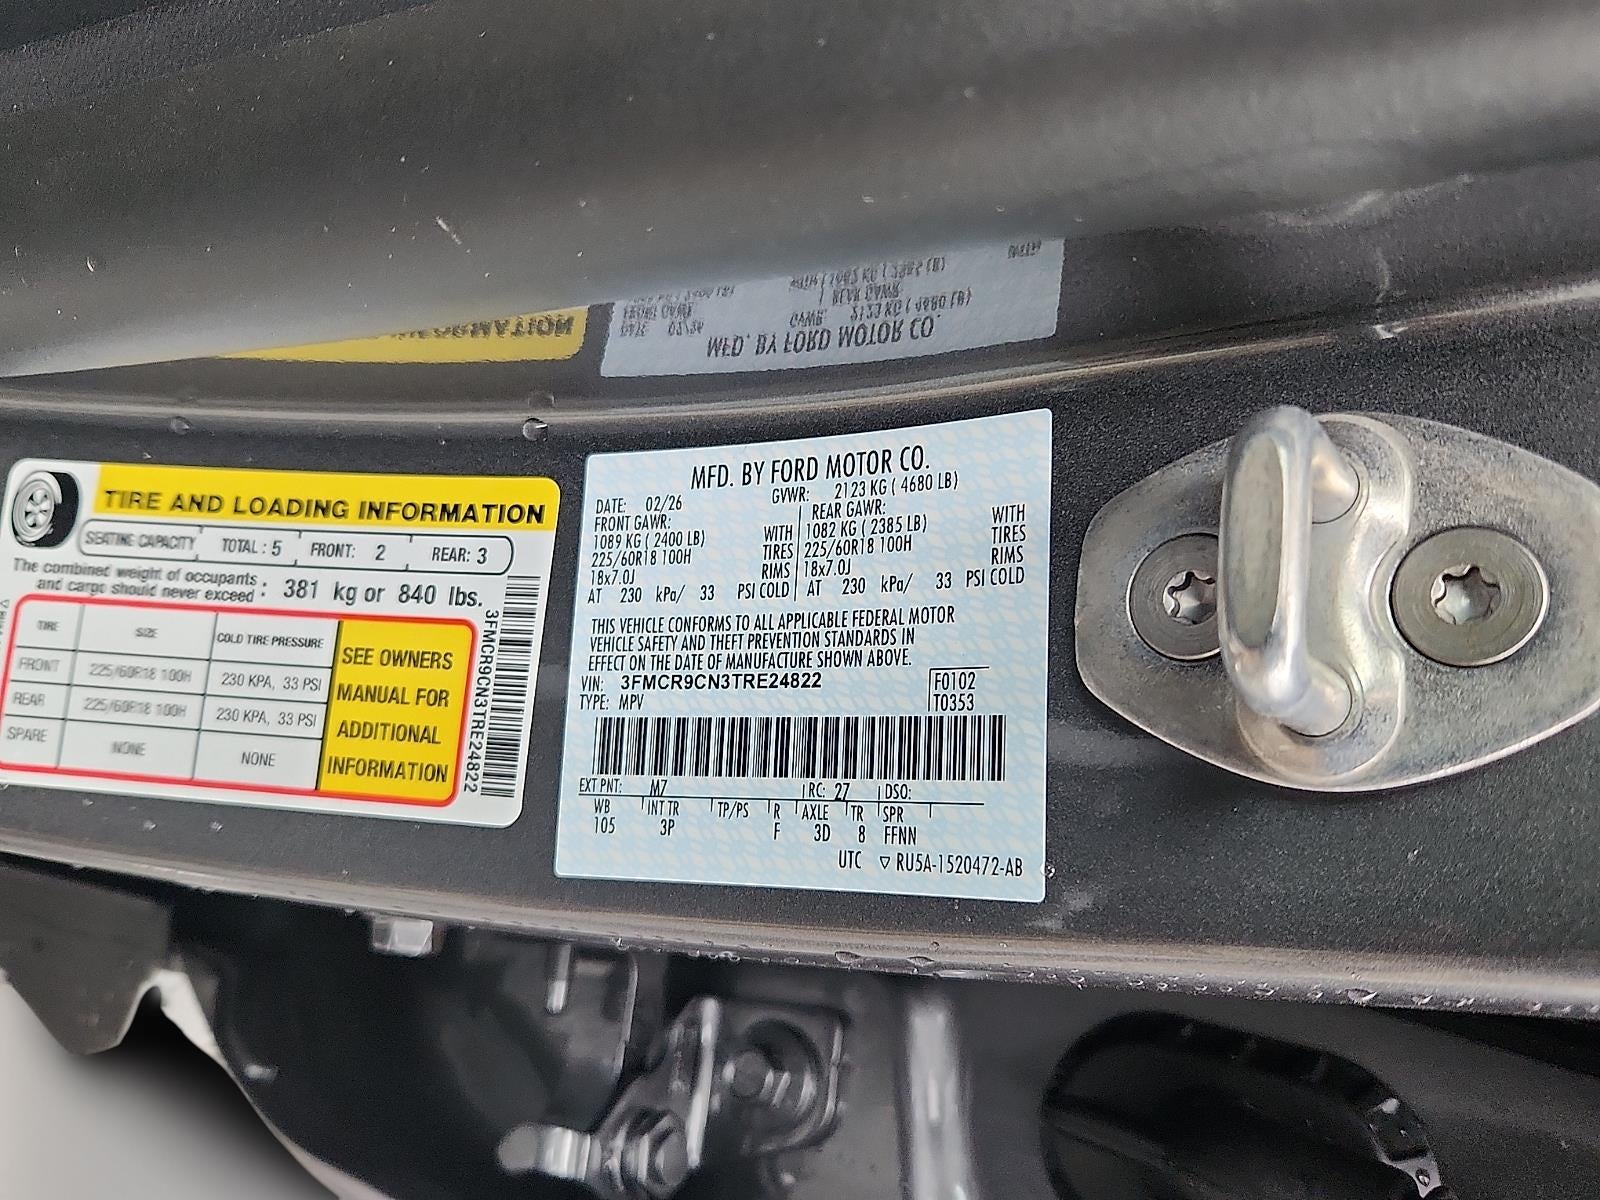 TIRE AND LOADING INFORMATION
SEATING CAPACITY TOTAL : 5 FRONT: 2 REAR: 3
The combined weight of occupants and cargo should never exceed : 381 kg or 840 lbs.
TIRE SIZE COLD TIRE PRESSURE
FRONT 225/60R18 100H 230 KPA, 33 PSI
REAR 225/60R18 100H 230 KPA, 33 PSI
SPARE NONE NONE
SEE OWNERS
MANUAL FOR
ADDITIONAL
INFORMATION
3FMCR9CN3TRE24822
MFD. BY FORD MOTOR CO.
DATE: 02/26 GVWR: 2123 KG ( 4680 LB)
FRONT GAWR: REAR GAWR:
1089 KG ( 2400 LB) WITH 1082 KG ( 2385 LB) WITH
225/60R18 100H TIRES 225/60R18 100H TIRES
18x7.0J RIMS 18x7.0J RIMS
AT 230 kPa/ 33 PSI COLD AT 230 kPa/ 33 PSI COLD
THIS VEHICLE CONFORMS TO ALL APPLICABLE FEDERAL MOTOR
VEHICLE SAFETY AND THEFT PREVENTION STANDARDS IN
EFFECT ON THE DATE OF MANUFACTURE SHOWN ABOVE.
VIN: 3FMCR9CN3TRE24822 F0102
TYPE: MPV T0353
EXT PNT: M7 RC: 27 DSO:
WB INT TR TP/PS R AXLE TR SPR
105 3P F 3D 8 FFNN
UTC ▽ RU5A-1520472-AB